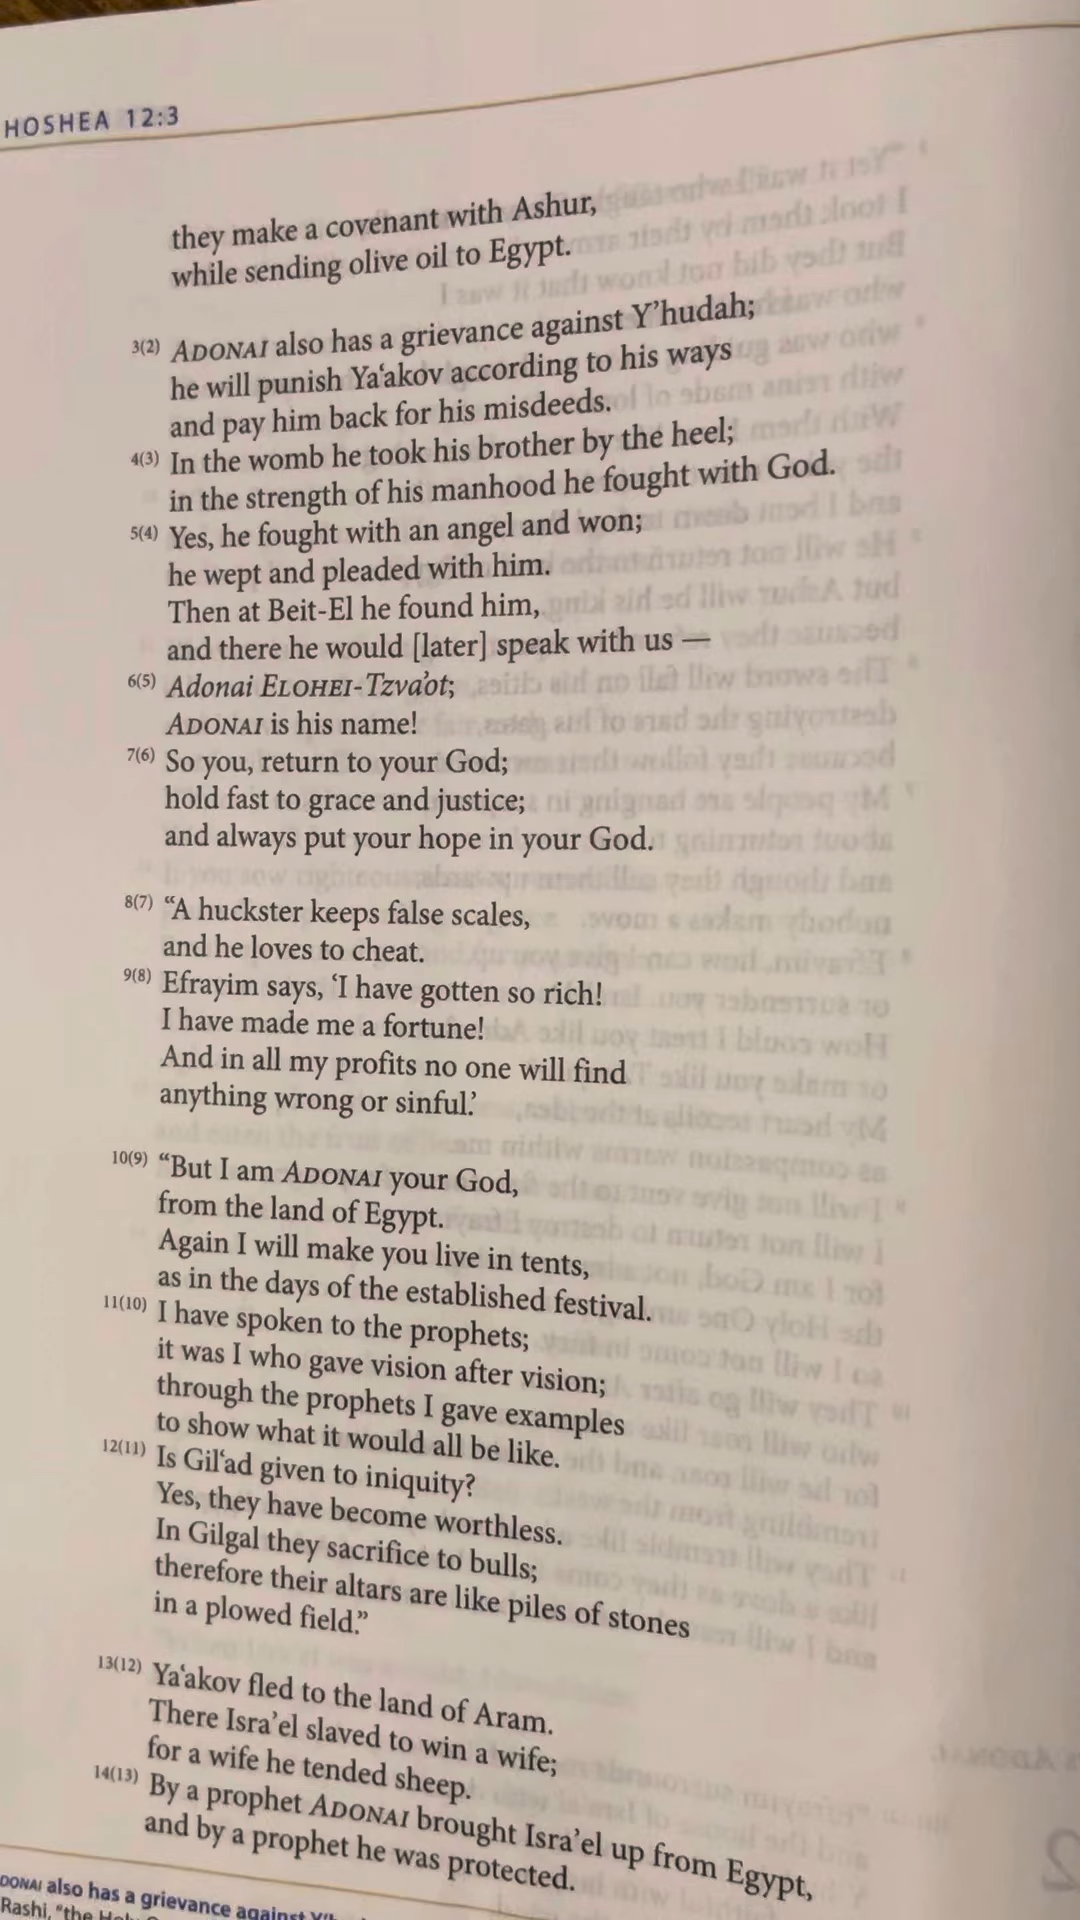 HOSHEA 12:3
they make a covenant with Ashur,
while sending olive oil to Egypt.
3(2) ADONAI also has a grievance against Y’hudah;
he will punish Ya‘akov according to his ways
and pay him back for his misdeeds.
4(3) In the womb he took his brother by the heel;
in the strength of his manhood he fought with God.
5(4) Yes, he fought with an angel and won;
he wept and pleaded with him.
Then at Beit-El he found him,
and there he would [later] speak with us —
6(5) Adonai ELOHEI-Tzva’ot;
ADONAI is his name!
7(6) So you, return to your God;
hold fast to grace and justice;
and always put your hope in your God.
8(7) “A huckster keeps false scales,
and he loves to cheat.
9(8) Efrayim says, ‘I have gotten so rich!
I have made me a fortune!
And in all my profits no one will find
anything wrong or sinful.’
10(9) “But I am ADONAI your God,
from the land of Egypt.
Again I will make you live in tents,
as in the days of the established festival.
11(10) I have spoken to the prophets;
it was I who gave vision after vision;
through the prophets I gave examples
to show what it would all be like.
12(11) Is Gil‘ad given to iniquity?
Yes, they have become worthless.
In Gilgal they sacrifice to bulls;
therefore their altars are like piles of stones
in a plowed field.”
13(12) Ya‘akov fled to the land of Aram.
There Isra’el slaved to win a wife;
for a wife he tended sheep.
14(13) By a prophet ADONAI brought Isra’el up from Egypt,
and by a prophet he was protected.
DONAI also has a grievance against
Rashi, “the